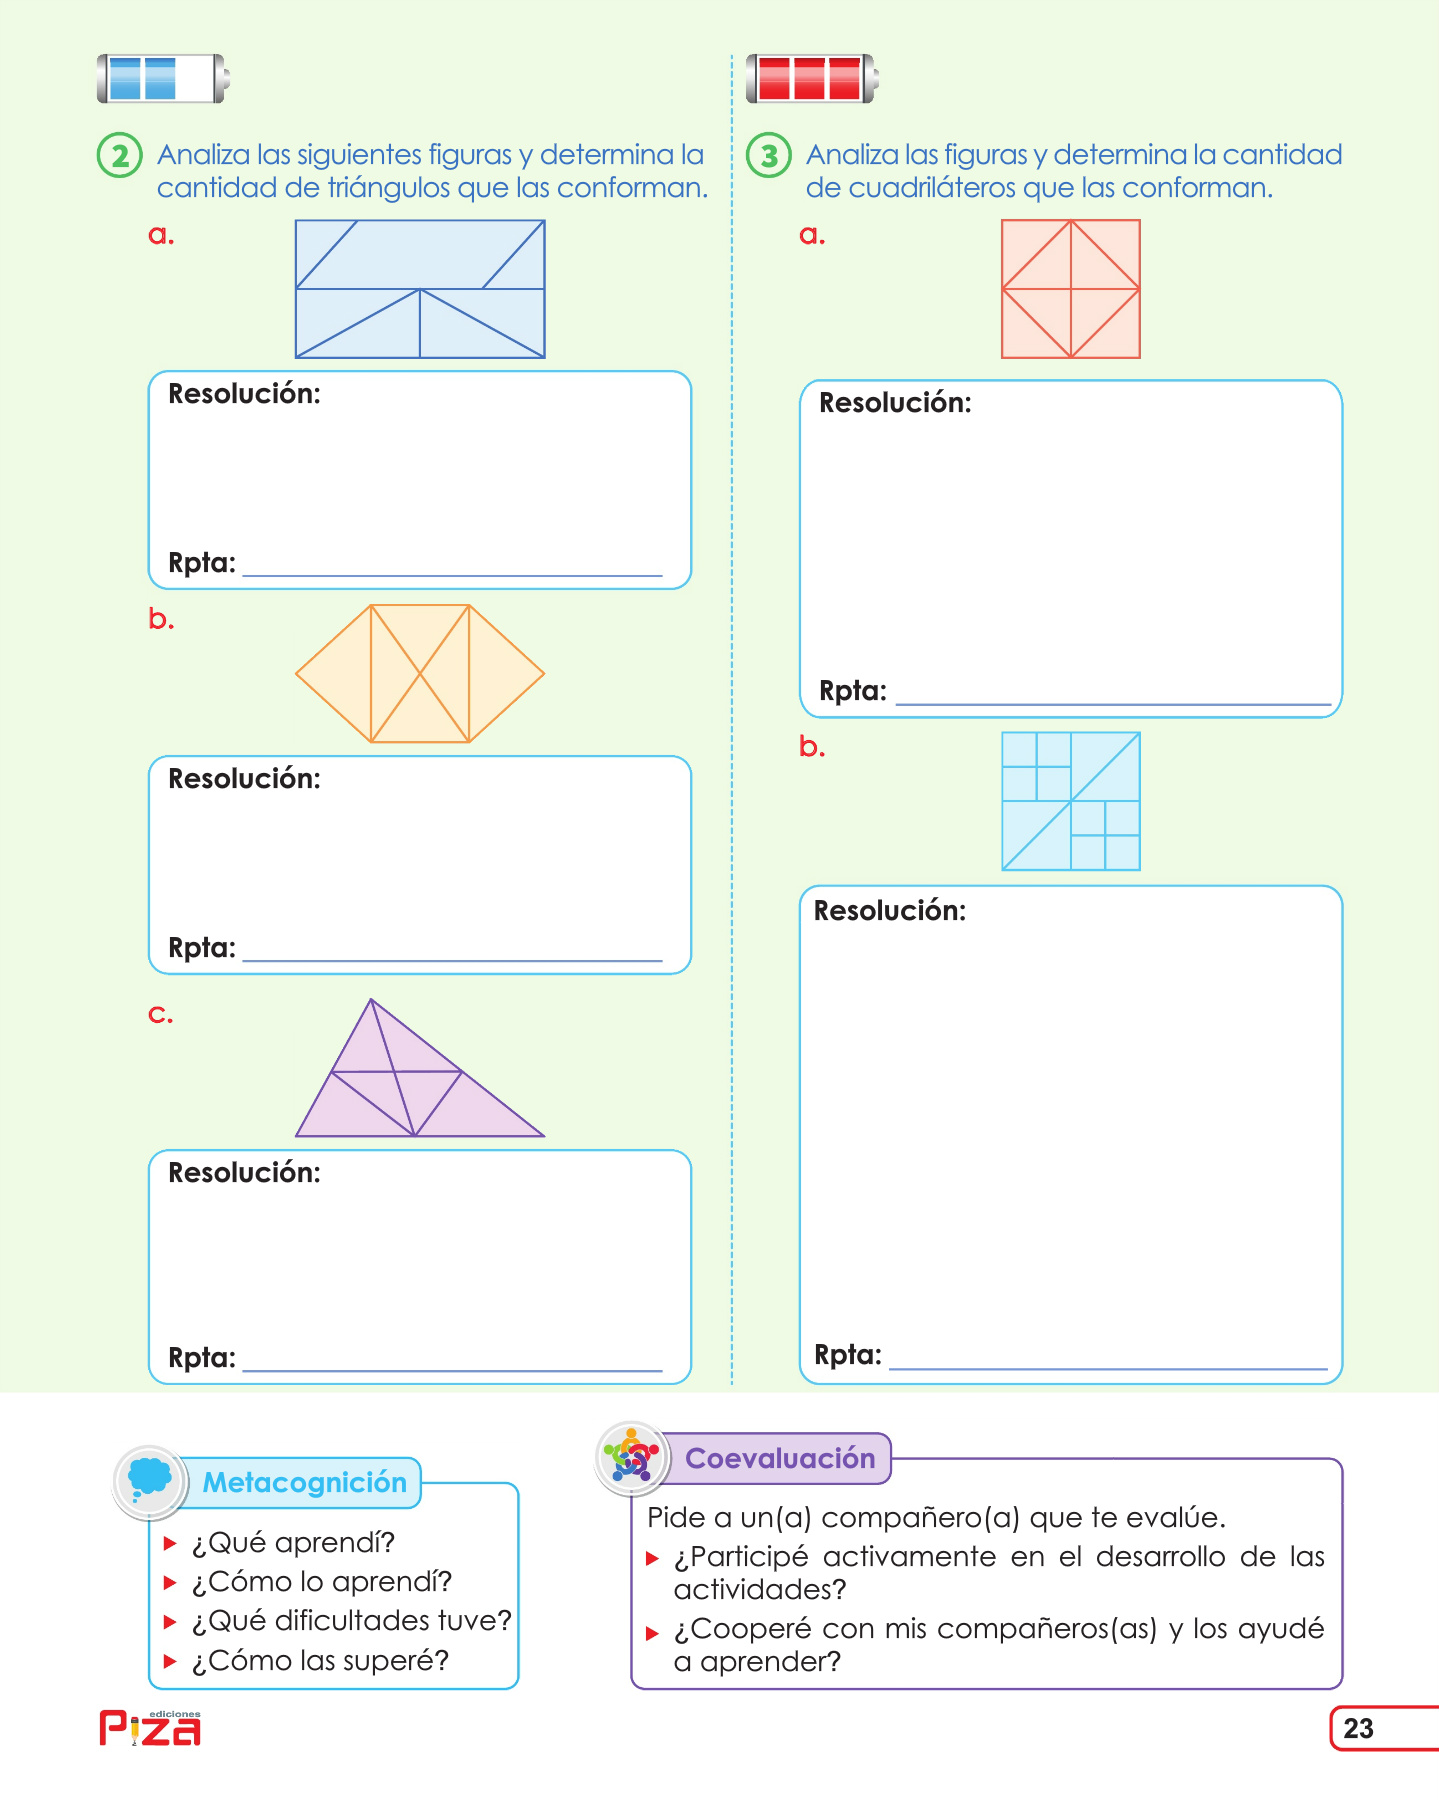 2 Analiza las siguientes figuras y determina la
cantidad de triángulos que las conforman.
a.
Resolución:
Rpta:
b.
Resolución:
Rpta:
c.
Resolución:
Rpta:
3 Analiza las figuras y determina la cantidad
de cuadriláteros que las conforman.
a.
Resolución:
Rpta:
b.
Resolución:
Rpta:
Metacognición
¿Qué aprendí?
¿Cómo lo aprendí?
¿Qué dificultades tuve?
¿Cómo las superé?
Coevaluación
Pide a un(a) compañero(a) que te evalúe.
¿Participé activamente en el desarrollo de las
actividades?
¿Cooperé con mis compañeros(as) y los ayudé
a aprender?
ediciones
Piza
23